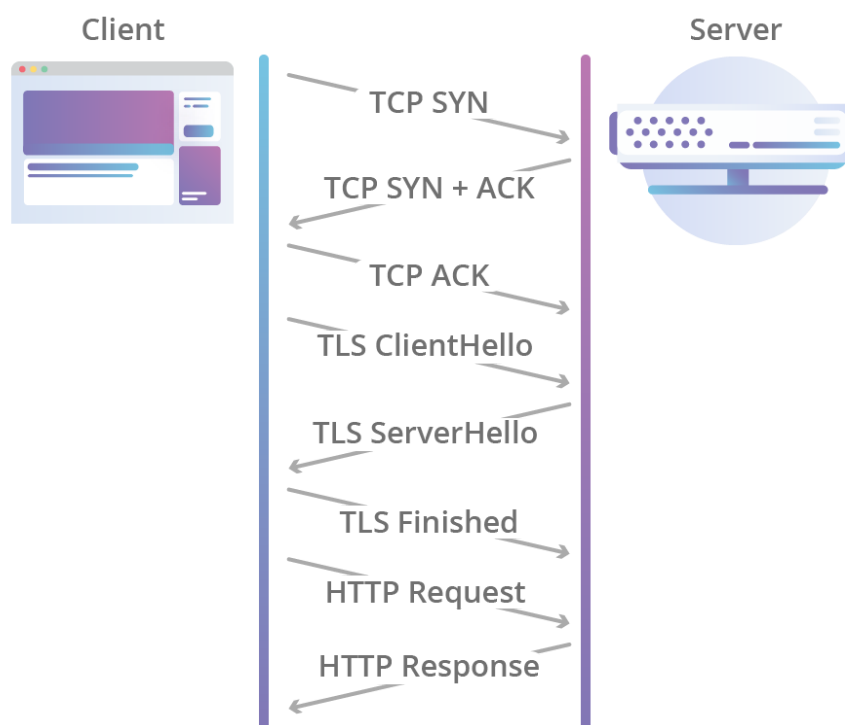 Client
Server
TCP SYN
TCP SYN + ACK
TCP ACK
TLS ClientHello
TLS ServerHello
TLS Finished
HTTP Request
HTTP Response